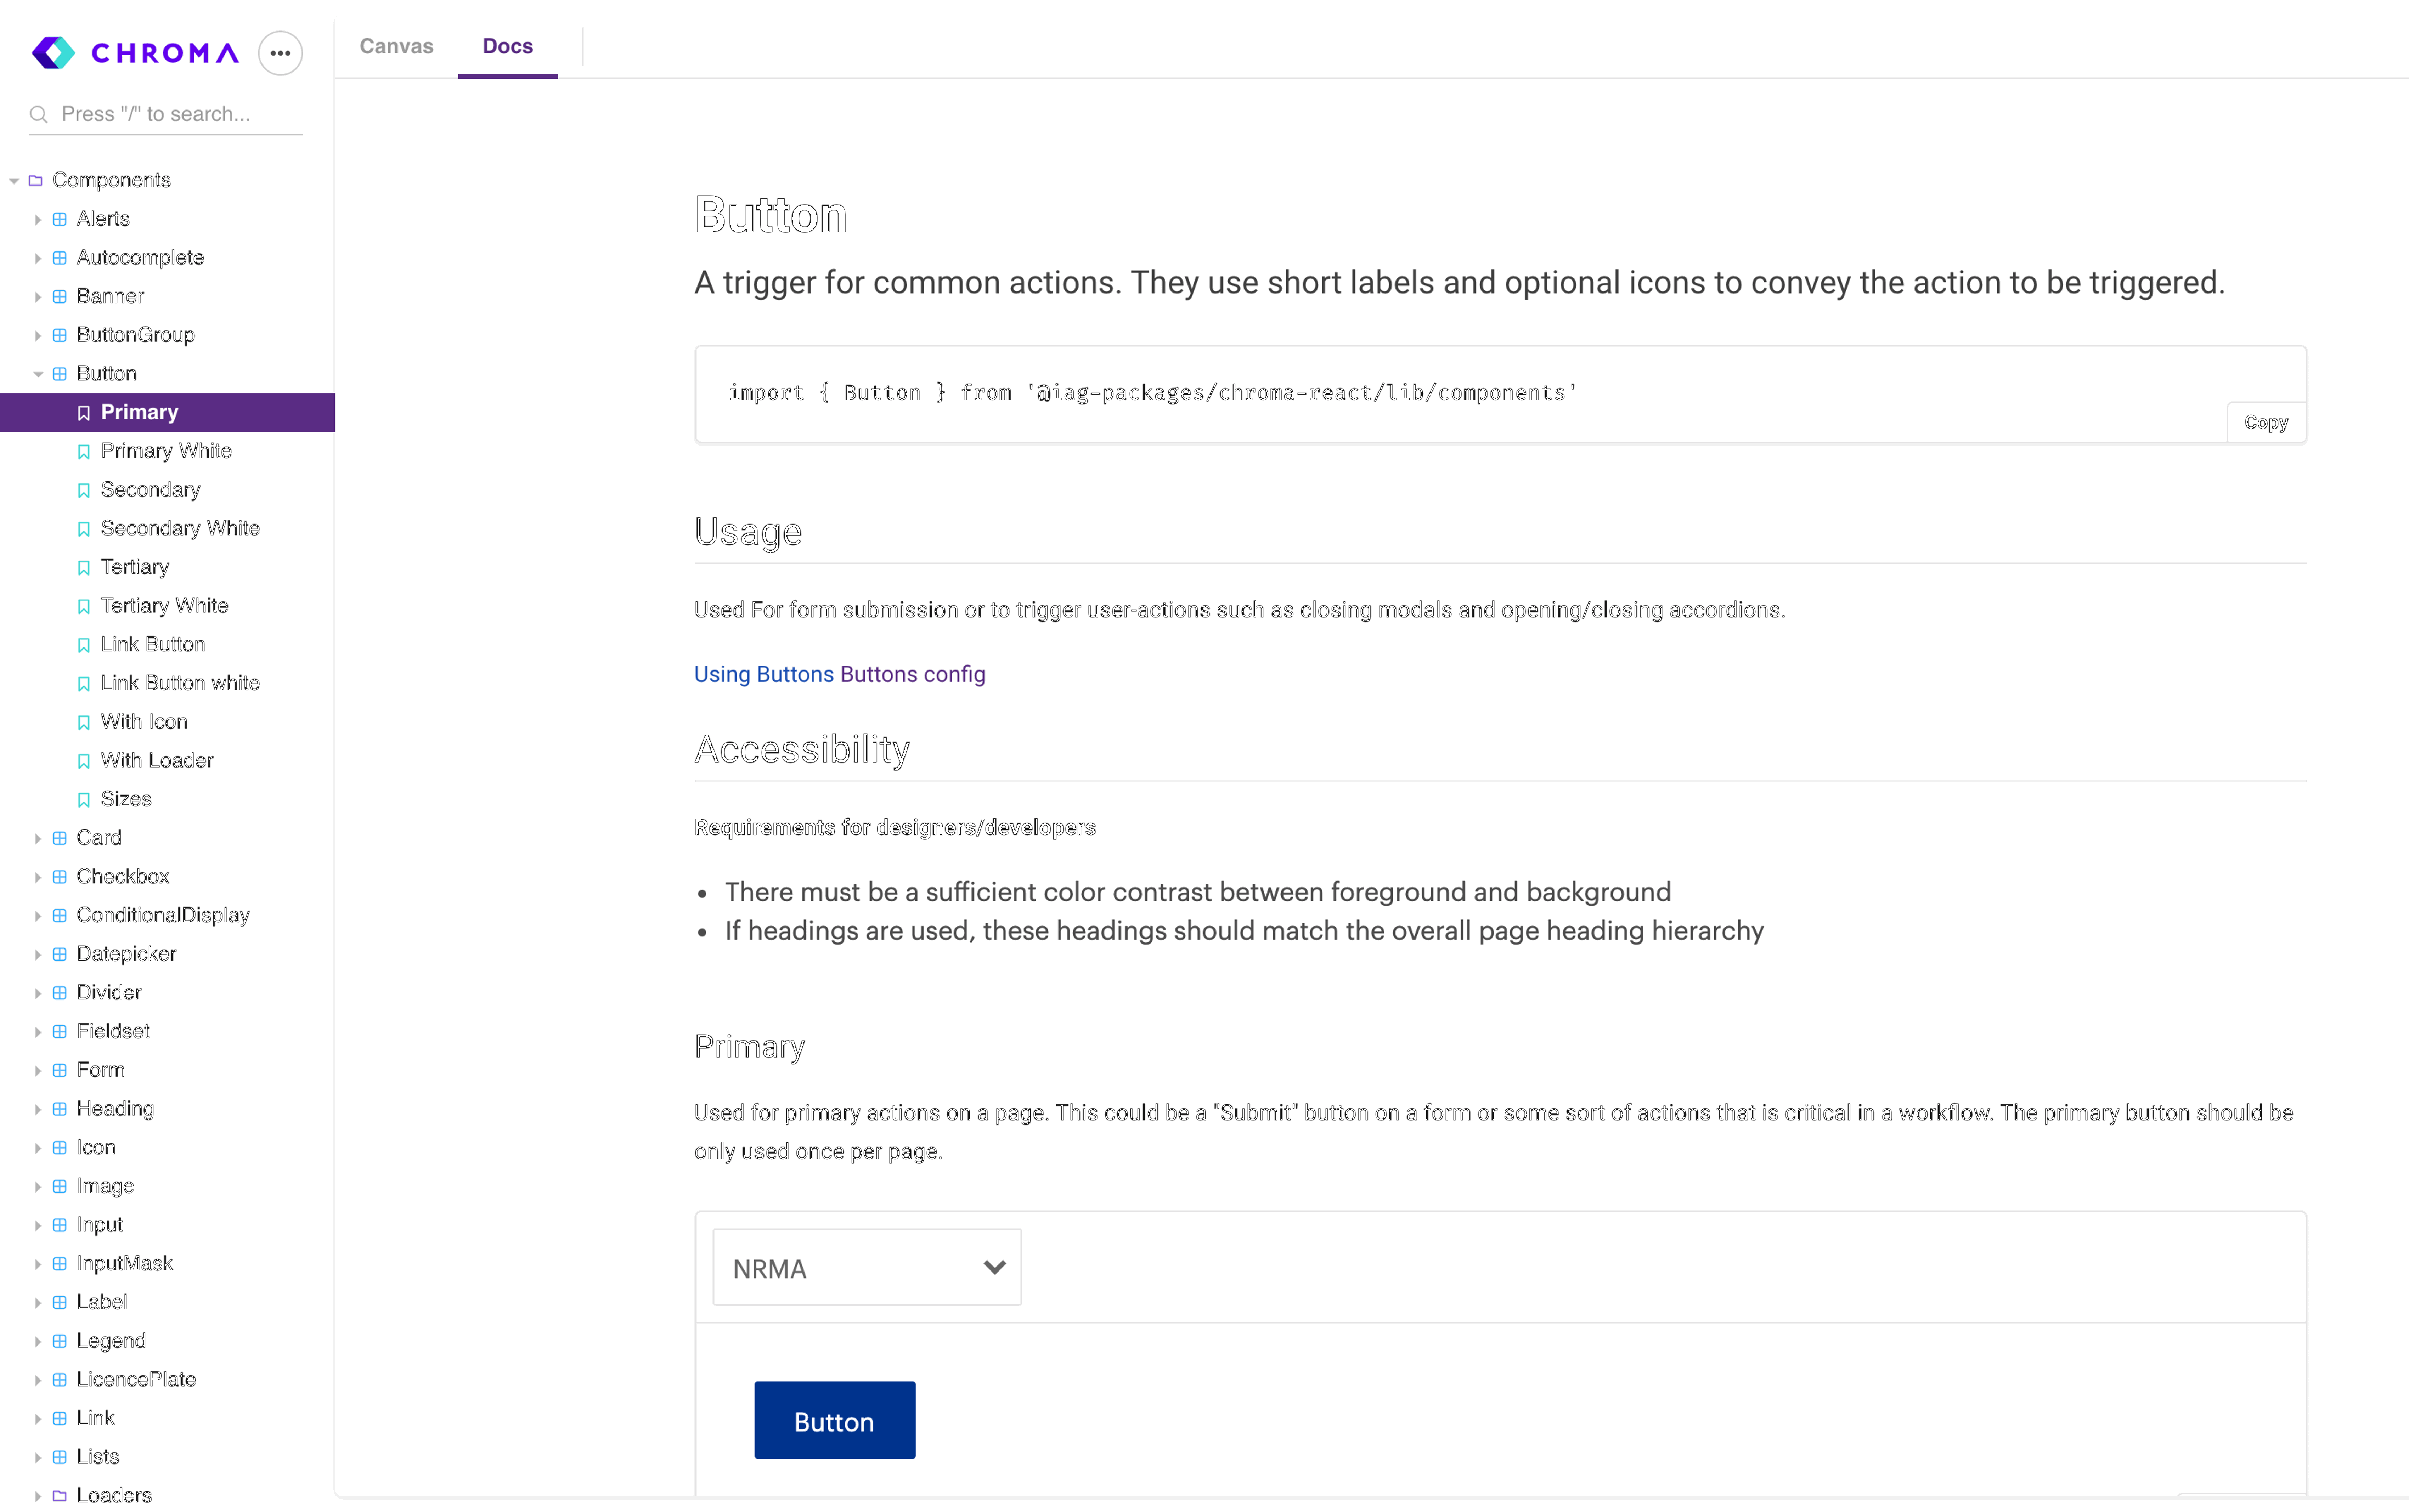 CHROMA
Press "/" to search...
Components
Alerts
Autocomplete
Banner
ButtonGroup
Button
Primary
Primary White
Secondary
Secondary White
Tertiary
Tertiary White
Link Button
Link Button white
With Icon
With Loader
Sizes
Card
Checkbox
ConditionalDisplay
Datepicker
Divider
Fieldset
Form
Heading
Icon
Image
Input
InputMask
Label
Legend
LicencePlate
Link
Lists
Loaders
Canvas Docs
Button
A trigger for common actions. They use short labels and optional icons to convey the action to be triggered.
import { Button } from '@iag-packages/chroma-react/lib/components'
Copy
Usage
Used For form submission or to trigger user-actions such as closing modals and opening/closing accordions.
Using Buttons Buttons config
Accessibility
Requirements for designers/developers
• There must be a sufficient color contrast between foreground and background
• If headings are used, these headings should match the overall page heading hierarchy
Primary
Used for primary actions on a page. This could be a "Submit" button on a form or some sort of actions that is critical in a workflow. The primary button should be
only used once per page.
NRMA
Button